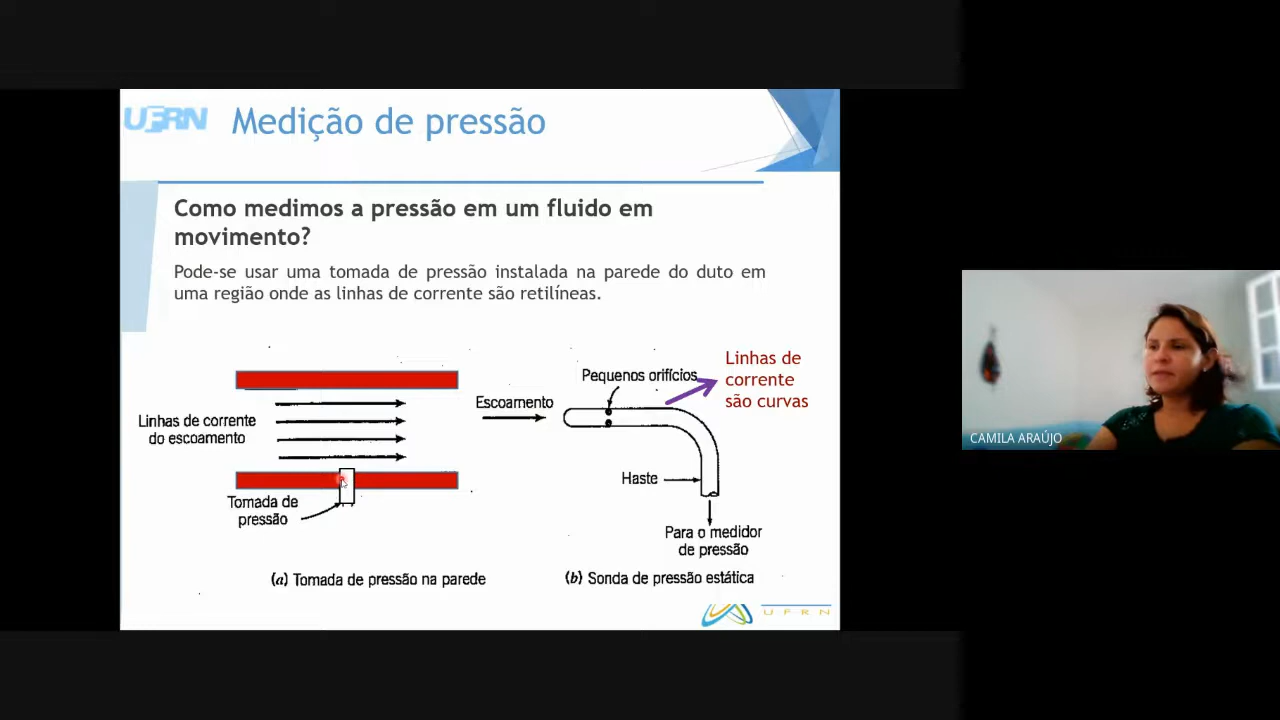 UFRN
Medição de pressão
Como medimos a pressão em um fluido em
movimento?
Pode-se usar uma tomada de pressão instalada na parede do duto em
uma região onde as linhas de corrente são retilíneas.
Linhas de corrente
do escoamento
Tomada de
pressão
(a) Tomada de pressão na parede
Escoamento
Pequenos orifícios
Linhas de
corrente
são curvas
Haste
Para o medidor
de pressão
(b) Sonda de pressão estática
UFRN
CAMILA ARAÚJO